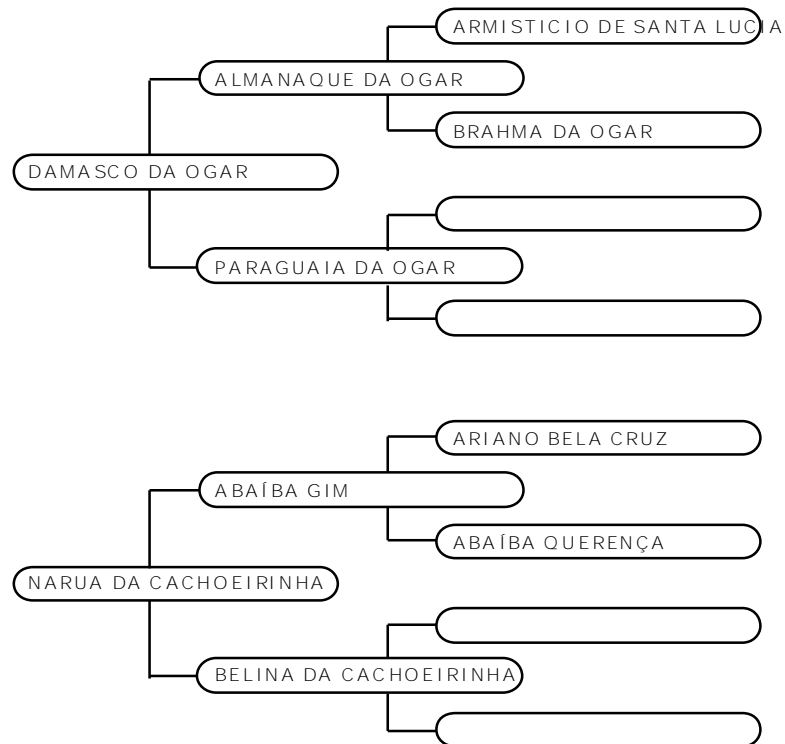 ARMISTICIO DE SANTA LUCIA
ALMANAQUE DA OGAR
BRAHMA DA OGAR
DAMASCO DA OGAR
PARAGUAIA DA OGAR
ARIANO BELA CRUZ
ABAÍBA GIM
ABAÍBA QUERENÇA
NARUA DA CACHOEIRINHA
BELINA DA CACHOEIRINHA